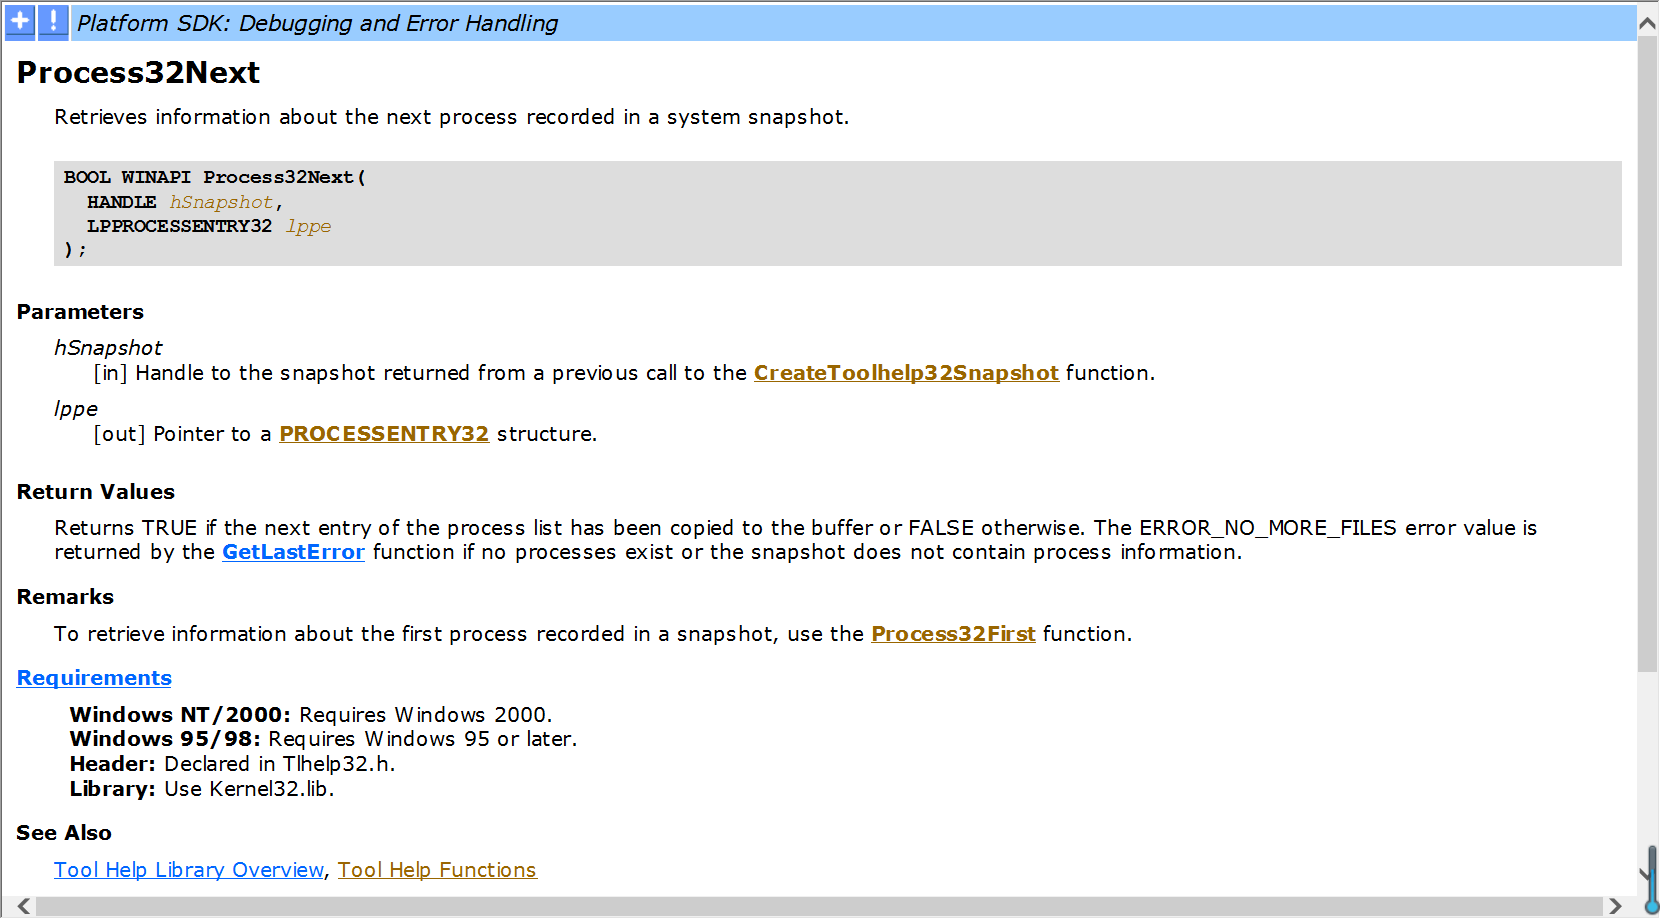 Platform SDK: Debugging and Error Handling
Process32Next
Retrieves information about the next process recorded in a system snapshot.
BOOL WINAPI Process32Next(
  HANDLE hSnapshot,
  LPPROCESSENTRY32 lppe
);
Parameters
hSnapshot
[in] Handle to the snapshot returned from a previous call to the CreateToolhelp32Snapshot function.
lppe
[out] Pointer to a PROCESSENTRY32 structure.
Return Values
Returns TRUE if the next entry of the process list has been copied to the buffer or FALSE otherwise. The ERROR_NO_MORE_FILES error value is
returned by the GetLastError function if no processes exist or the snapshot does not contain process information.
Remarks
To retrieve information about the first process recorded in a snapshot, use the Process32First function.
Requirements
Windows NT/2000: Requires Windows 2000.
Windows 95/98: Requires Windows 95 or later.
Header: Declared in Tlhelp32.h.
Library: Use Kernel32.lib.
See Also
Tool Help Library Overview, Tool Help Functions